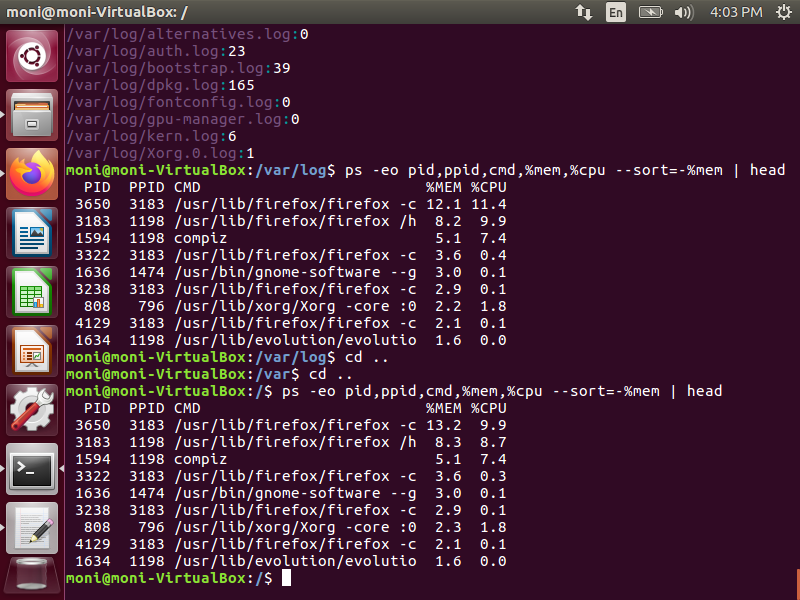 moni@moni-VirtualBox: /
En
4:03 PM
/var/log/alternatives.log:0
/var/log/auth.log:23
/var/log/bootstrap.log:39
/var/log/dpkg.log:165
/var/log/fontconfig.log:0
/var/log/gpu-manager.log:0
/var/log/kern.log:6
/var/log/Xorg.0.log:1
moni@moni-VirtualBox:/var/log$ ps -eo pid,ppid,cmd,%mem,%cpu --sort=-%mem | head
  PID  PPID CMD                         %MEM %CPU
 3650  3183 /usr/lib/firefox/firefox -c 12.1 11.4
 3183  1198 /usr/lib/firefox/firefox /h  8.2  9.9
 1594  1198 compiz                       5.1  7.4
 3322  3183 /usr/lib/firefox/firefox -c  3.6  0.4
 1636  1474 /usr/bin/gnome-software --g  3.0  0.1
 3238  3183 /usr/lib/firefox/firefox -c  2.9  0.1
  808   796 /usr/lib/xorg/Xorg -core :0  2.2  1.8
 4129  3183 /usr/lib/firefox/firefox -c  2.1  0.1
 1634  1198 /usr/lib/evolution/evolutio  1.6  0.0
moni@moni-VirtualBox:/var/log$ cd ..
moni@moni-VirtualBox:/var$ cd ..
moni@moni-VirtualBox:/$ ps -eo pid,ppid,cmd,%mem,%cpu --sort=-%mem | head
  PID  PPID CMD                         %MEM %CPU
 3650  3183 /usr/lib/firefox/firefox -c 13.2  9.9
 3183  1198 /usr/lib/firefox/firefox /h  8.3  8.7
 1594  1198 compiz                       5.1  7.4
 3322  3183 /usr/lib/firefox/firefox -c  3.6  0.3
 1636  1474 /usr/bin/gnome-software --g  3.0  0.1
 3238  3183 /usr/lib/firefox/firefox -c  2.9  0.1
  808   796 /usr/lib/xorg/Xorg -core :0  2.3  1.8
 4129  3183 /usr/lib/firefox/firefox -c  2.1  0.1
 1634  1198 /usr/lib/evolution/evolutio  1.6  0.0
moni@moni-VirtualBox:/$